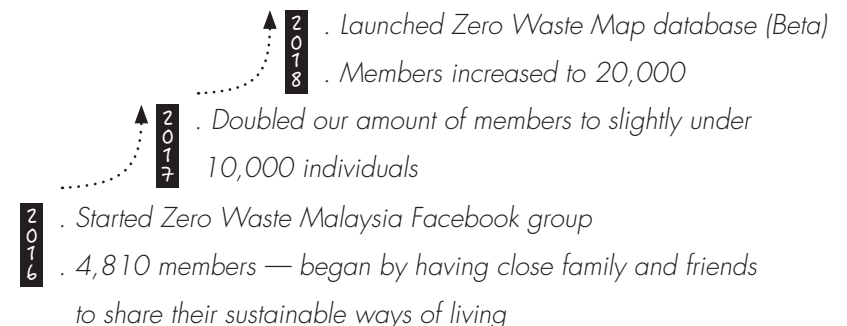 2018
. Launched Zero Waste Map database (Beta)
. Members increased to 20,000
2017
. Doubled our amount of members to slightly under
10,000 individuals
2016
. Started Zero Waste Malaysia Facebook group
. 4,810 members — began by having close family and friends
to share their sustainable ways of living